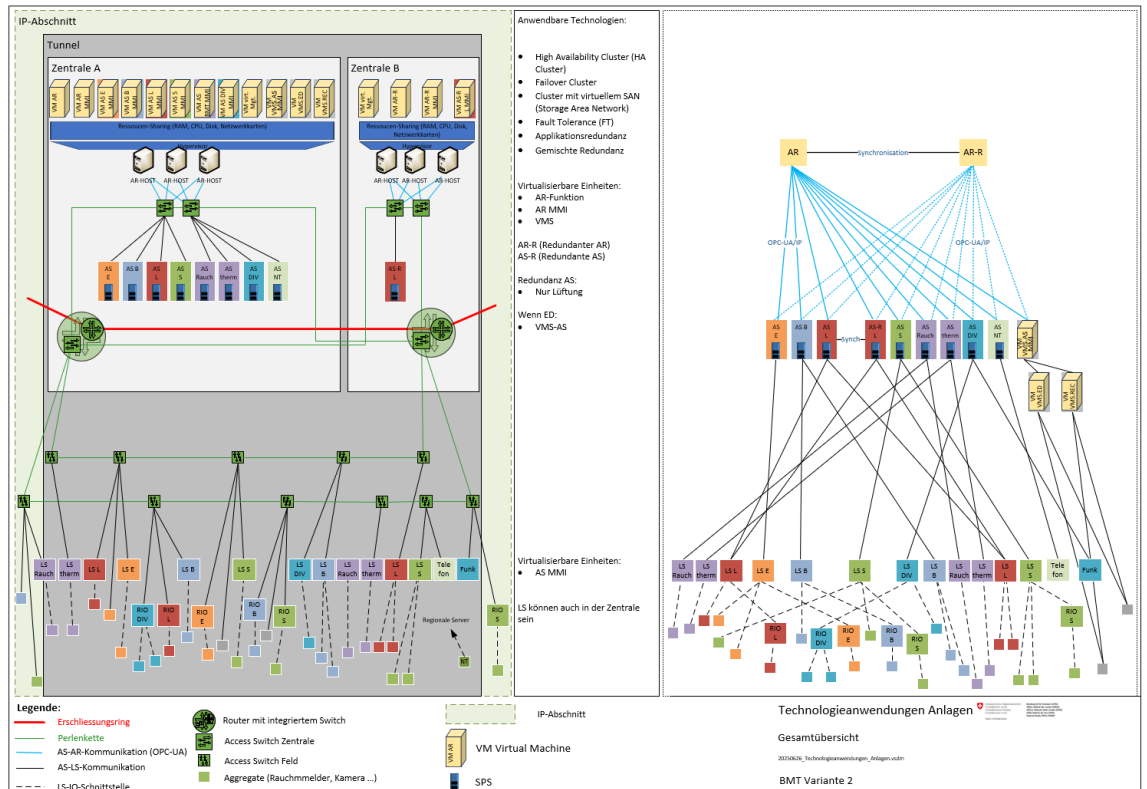 IP-Abschnitt
Tunnel
Zentrale A
Zentrale B
VM AR
VM AR MMI
VM AS E MMI
VM AS B MMI
VM AS L MMI
VM AS S MMI
VM AS
VM AS DIV MMI
VM virt. Mgt.
VM VMS.AS MMI
VM VMS.ED
VM VMS.REC
VM virt. Mgt.
VM AR-R
VM AR-R MMI
VM AS-R L MMI
Ressourcen-Sharing (RAM, CPU, Disk, Netzwerkkarten)
Hypervisor
Ressoucen-Sharing (RAM, CPU, Disk,
Netzwerkkarten)
Hypervisor
AR-HOST
AR-HOST
AR-HOST
AR-HOST
AR-HOST
AR-HOST
AS E
AS B
AS L
AS S
AS Rauch
AS therm
AS DIV
AS NT
AS-R L
LS Rauch
LS therm
LS L
LS E
LS B
LS S
LS DIV
LS B
LS Rauch
LS therm
LS L
LS S
Tele fon
Funk
RIO DIV
RIO L
RIO E
RIO B
RIO S
RIO S
Regionale Server
NT
Anwendbare Technologien:
• High Availability Cluster (HA
Cluster)
• Failover Cluster
• Cluster mit virtuellem SAN
(Storage Area Network)
• Fault Tolerance (FT)
• Applikationsredundanz
• Gemischte Redundanz
Virtualisierbare Einheiten:
• AR-Funktion
• AR MMI
• VMS
AR-R (Redundanter AR)
AS-R (Redundante AS)
Redundanz AS:
• Nur Lüftung
Wenn ED:
• VMS-AS
Virtualisierbare Einheiten:
• AS MMI
LS können auch in der Zentrale
sein
AR
Synchronisation
AR-R
OPC-UA/IP
OPC-UA/IP
AS E
AS B
AS L
Synch
AS-R L
AS S
AS Rauch
AS therm
AS DIV
AS NT
VM VMS.AS MMI
VM VMS.ED
VM VMS.REC
LS Rauch
LS therm
LS L
LS E
LS B
LS S
LS DIV
LS B
LS Rauch
LS therm
LS L
LS S
Tele fon
Funk
RIO L
RIO DIV
RIO E
RIO B
RIO S
RIO S
Legende:
Erschliessungsring
Perlenkette
AS-AR-Kommunikation (OPC-UA)
AS-LS-Kommunikation
LS-IO-Schnittstelle
Router mit integriertem Switch
Access Switch Zentrale
Access Switch Feld
Aggregate (Rauchmelder, Kamera ...)
IP-Abschnitt
VM AR
VM Virtual Machine
SPS
Technologieanwendungen Anlagen
Gesamtübersicht
20250626_Technologieanwendungen_Anlagen.vsdm
BMT Variante 2